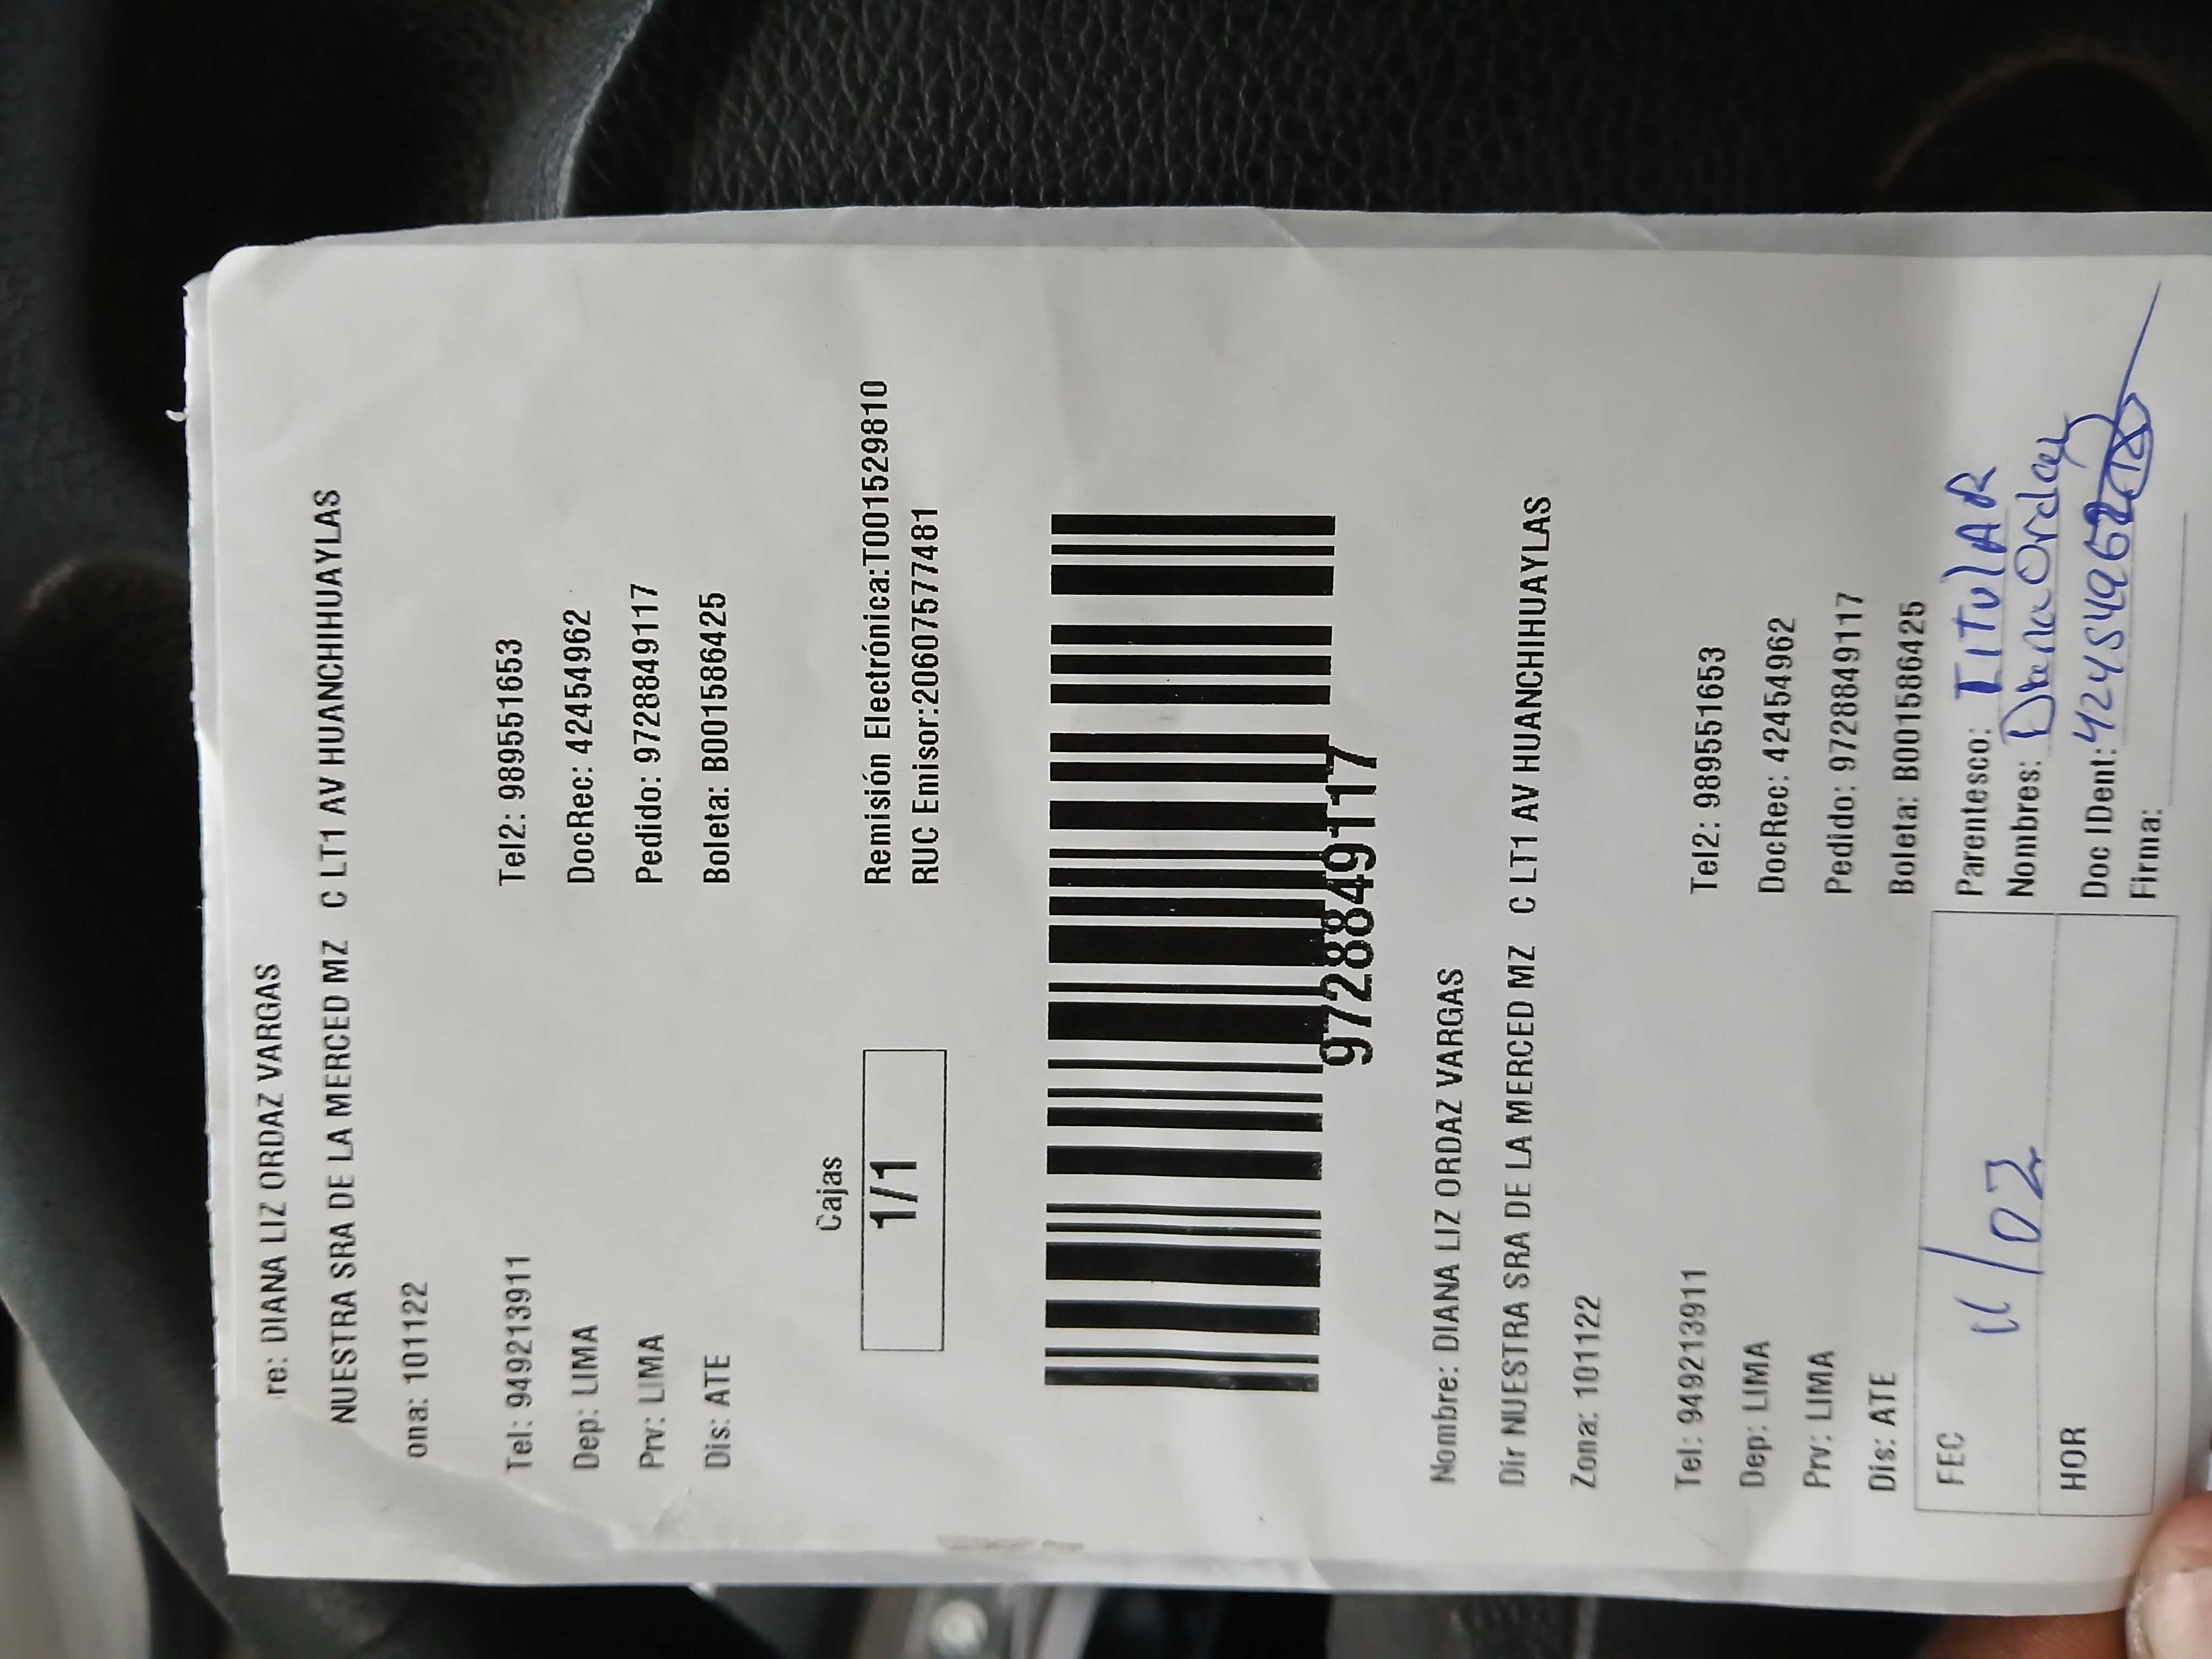 re: DIANA LIZ ORDAZ VARGAS
NUESTRA SRA DE LA MERCED MZ C LT1 AV HUANCHIHUAYLAS
ona: 101122
Tel: 949213911 Tel2: 989551653
Dep: LIMA DocRec: 42454962
Prv: LIMA Pedido: 9728849117
Dis: ATE Boleta: B001586425
Cajas
1/1
Remisión Electrónica:T001529810
RUC Emisor:20607577481
9728849117
Nombre: DIANA LIZ ORDAZ VARGAS
Dir NUESTRA SRA DE LA MERCED MZ C LT1 AV HUANCHIHUAYLAS
Zona: 101122
Tel: 949213911 Tel2: 989551653
Dep: LIMA DocRec: 42454962
Prv: LIMA Pedido: 9728849117
Dis: ATE Boleta: B001586425
FEC 11/02 Parentesco: TITULAR
Nombres: Diana Ordaz
HOR Doc IDent: 42454962
Firma: